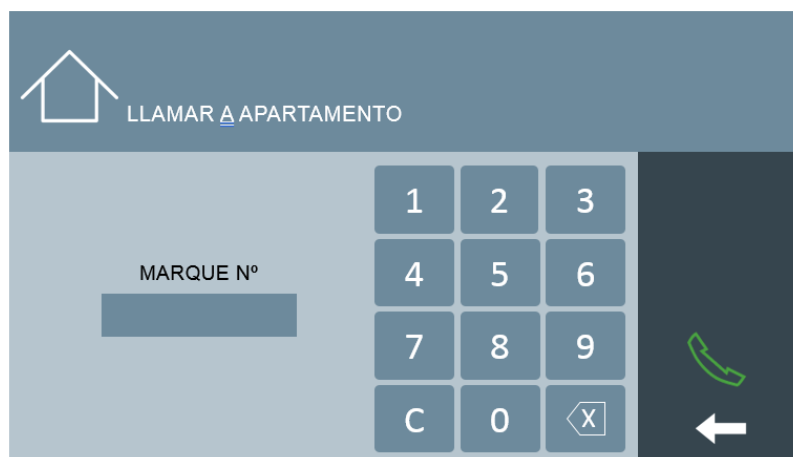 LLAMAR A APARTAMENTO
MARQUE Nº
1 2 3
4 5 6
7 8 9
C 0 X